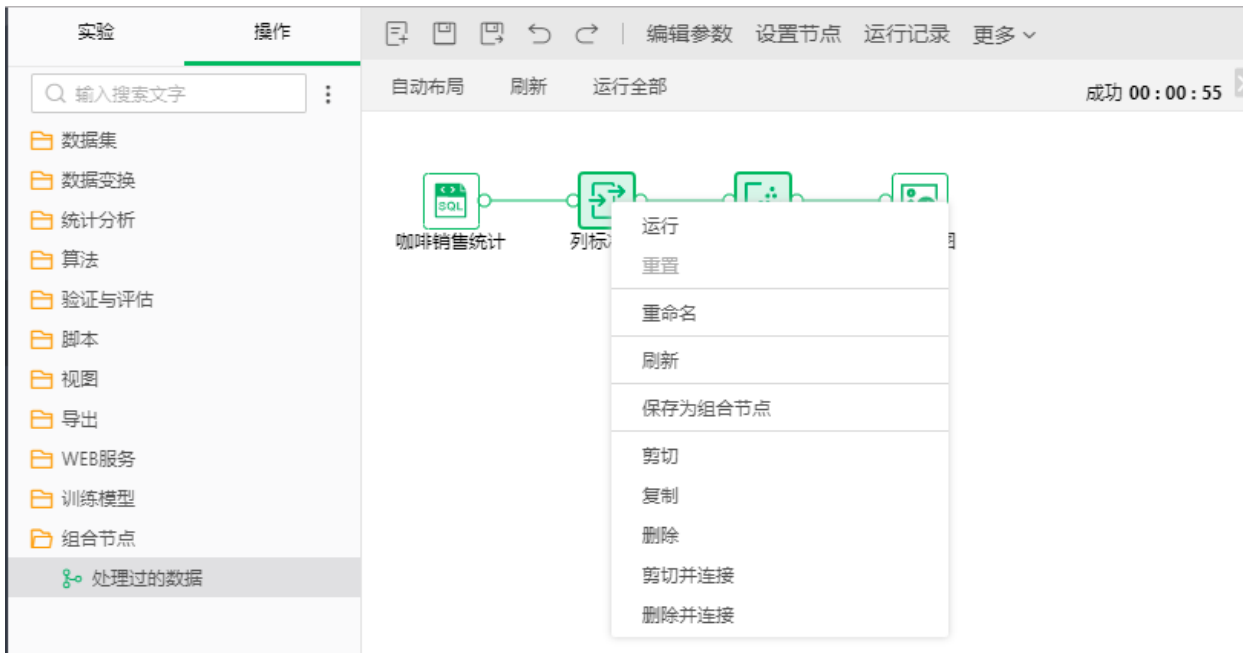 实验 操作
编辑参数 设置节点 运行记录 更多
输入搜索文字
自动布局 刷新 运行全部
成功 00:00:55
数据集
数据变换
统计分析
算法
验证与评估
脚本
视图
导出
WEB服务
训练模型
组合节点
处理过的数据
SQL
咖啡销售统计
列标
图
运行
重置
重命名
刷新
保存为组合节点
剪切
复制
删除
剪切并连接
删除并连接